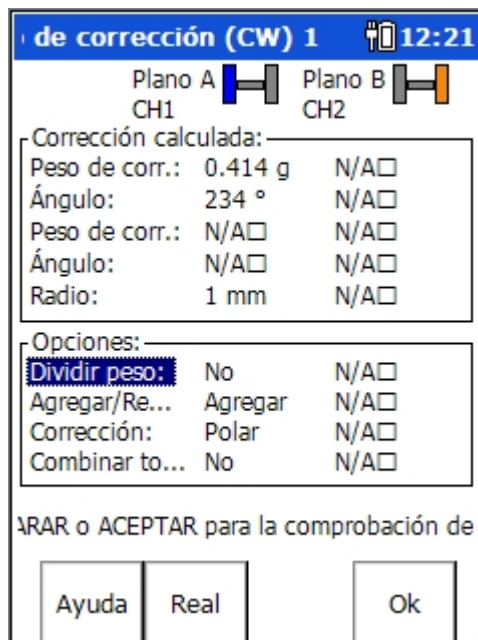 de corrección (CW) 1 12:21
Plano A Plano B
CH1 CH2
Corrección calculada:
Peso de corr.: 0.414 g N/A□
Ángulo: 234 ° N/A□
Peso de corr.: N/A□ N/A□
Ángulo: N/A□ N/A□
Radio: 1 mm N/A□
Opciones:
Dividir peso: No N/A□
Agregar/Re... Agregar N/A□
Corrección: Polar N/A□
Combinar to... No N/A□
ARAR o ACEPTAR para la comprobación de
Ayuda Real Ok